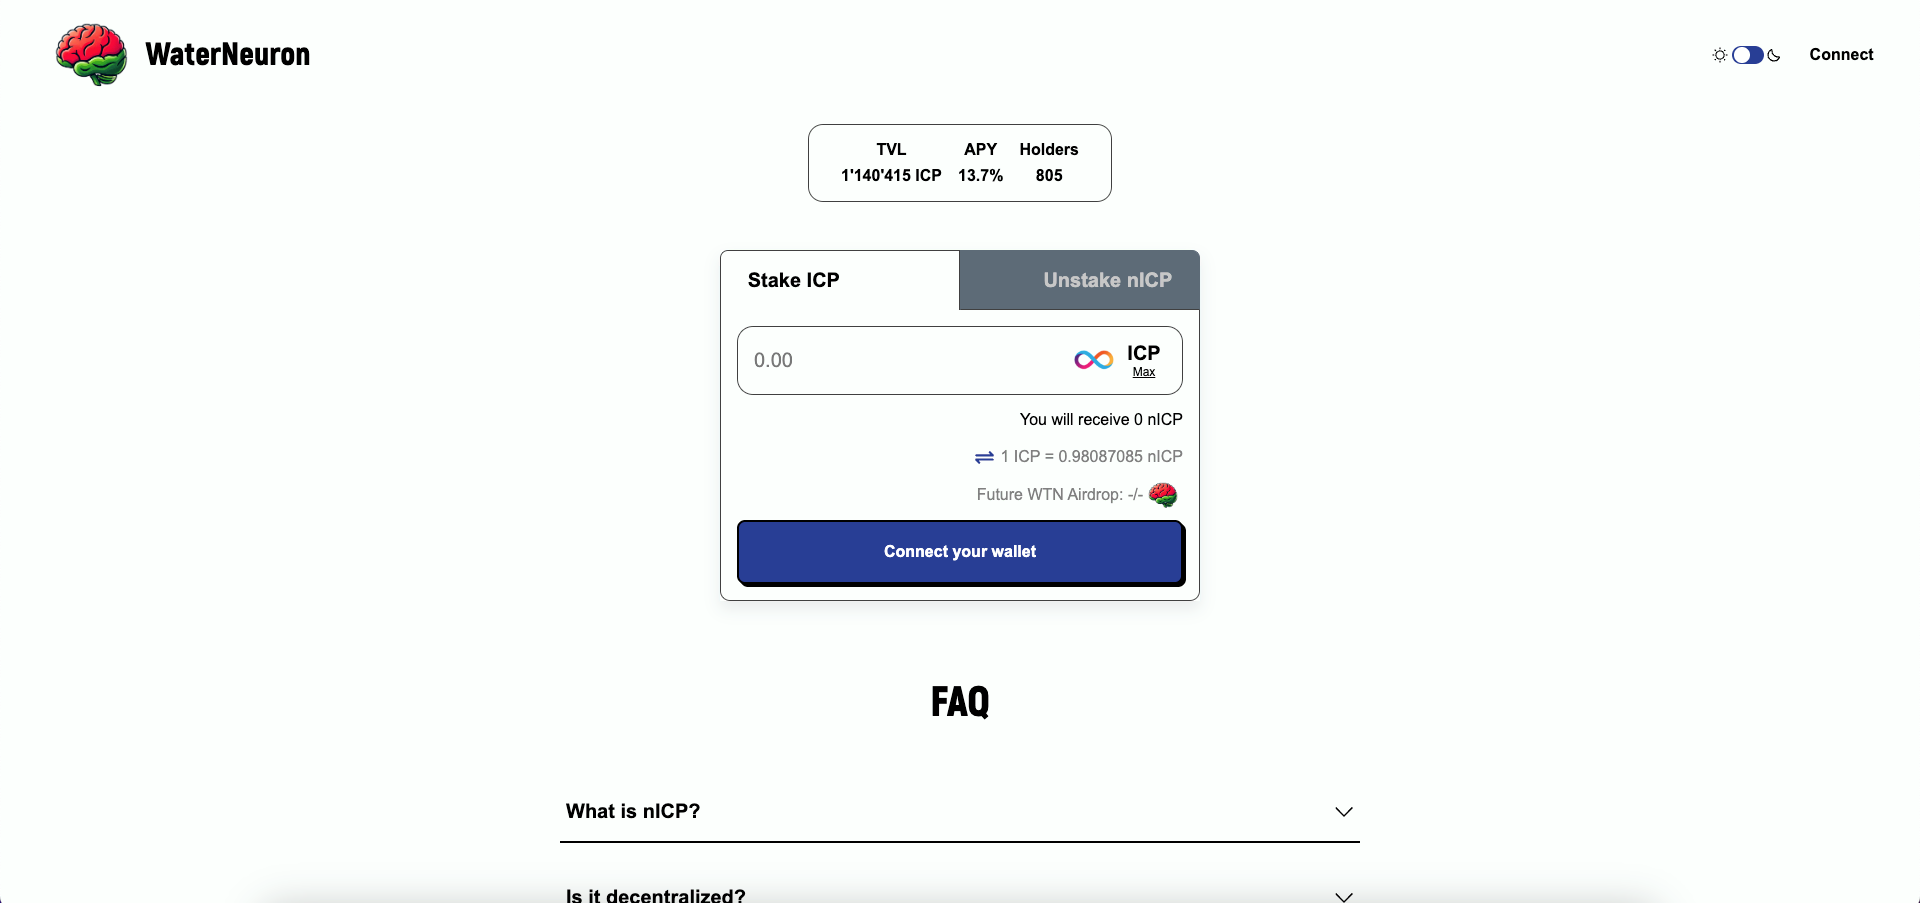 WaterNeuron
Connect
TVL APY Holders
1'140'415 ICP 13.7% 805
Stake ICP Unstake nICP
0.00 ICP
Max
You will receive 0 nICP
1 ICP = 0.98087085 nICP
Future WTN Airdrop: -/-
Connect your wallet
FAQ
What is nICP?
Is it decentralized?